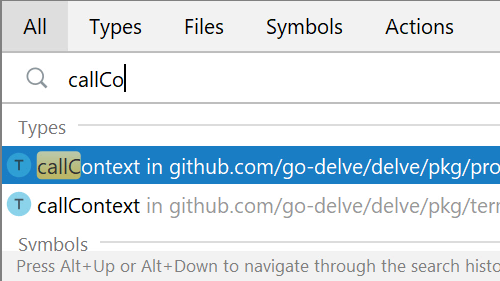 All Types Files Symbols Actions
callCo
Types
T callContext in github.com/go-delve/delve/pkg/pro
T callContext in github.com/go-delve/delve/pkg/terr
Symbols
Press Alt+Up or Alt+Down to navigate through the search histo